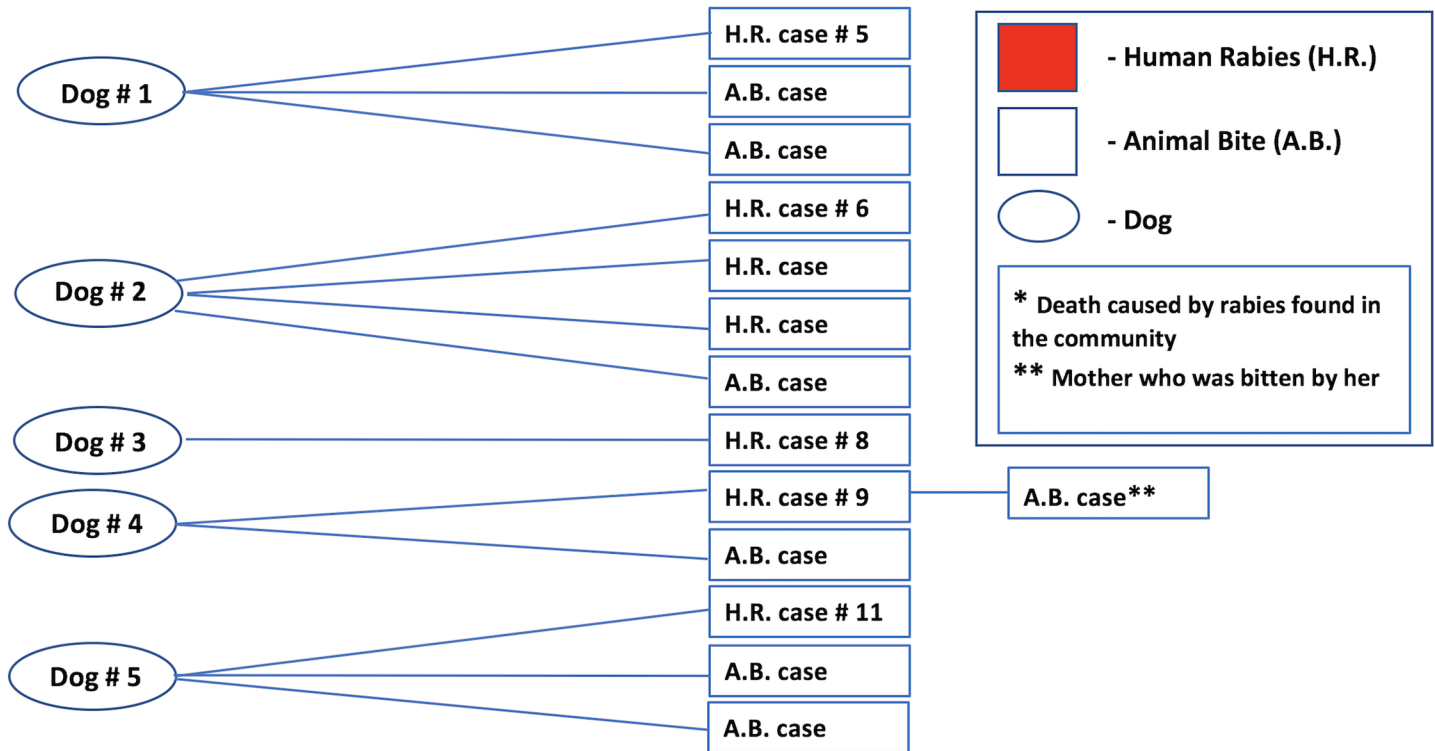 Dog # 1
H.R. case # 5
A.B. case
A.B. case
Dog # 2
H.R. case # 6
H.R. case
H.R. case
A.B. case
Dog # 3
H.R. case # 8
Dog # 4
H.R. case # 9
A.B. case**
A.B. case
Dog # 5
H.R. case # 11
A.B. case
A.B. case
- Human Rabies (H.R.)
- Animal Bite (A.B.)
- Dog
* Death caused by rabies found in
the community
** Mother who was bitten by her